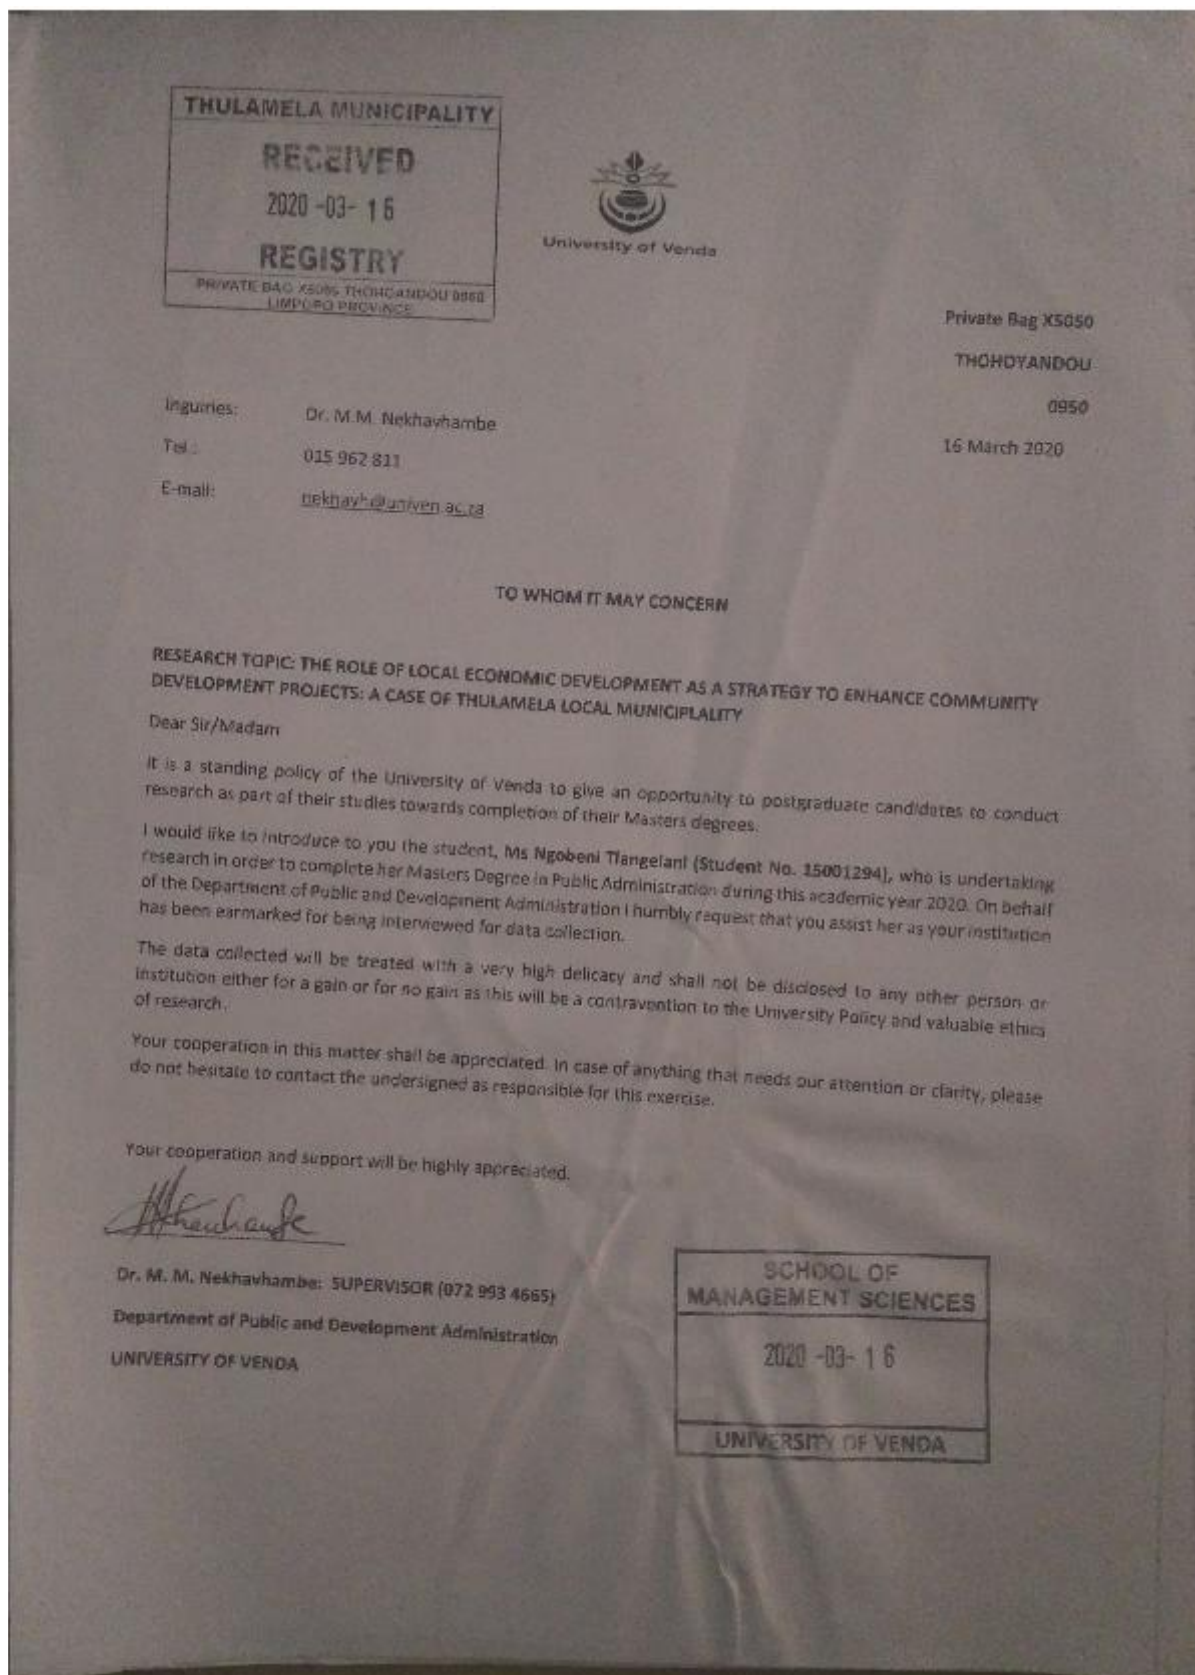 THULAMELA MUNICIPALITY
RECEIVED
2020 -03- 16
REGISTRY
PRIVATE BAG X5066 THOHOYANDOU 0950
LIMPOPO PROVINCE
University of Venda
Private Bag X5050
THOHOYANDOU
0950
16 March 2020
Inquiries: Dr. M.M. Nekhavhambe
Tel.: 015 962 811
E-mail: nekhavh@univen.ac.za
TO WHOM IT MAY CONCERN
RESEARCH TOPIC: THE ROLE OF LOCAL ECONOMIC DEVELOPMENT AS A STRATEGY TO ENHANCE COMMUNITY
DEVELOPMENT PROJECTS: A CASE OF THULAMELA LOCAL MUNICIPLALITY
Dear Sir/Madam
It is a standing policy of the University of Venda to give an opportunity to postgraduate candidates to conduct
research as part of their studies towards completion of their Masters degrees.
I would like to introduce to you the student, Ms Ngobeni Tlangelani (Student No. 15001294), who is undertaking
research in order to complete her Masters Degree in Public Administration during this academic year 2020. On behalf
of the Department of Public and Development Administration I humbly request that you assist her as your institution
has been earmarked for being interviewed for data collection.
The data collected will be treated with a very high delicacy and shall not be disclosed to any other person or
institution either for a gain or for no gain as this will be a contravention to the University Policy and valuable ethics
of research.
Your cooperation in this matter shall be appreciated. In case of anything that needs our attention or clarity, please
do not hesitate to contact the undersigned as responsible for this exercise.
Your cooperation and support will be highly appreciated.
Dr. M. M. Nekhavhambe: SUPERVISOR (072 993 4665)
Department of Public and Development Administration
UNIVERSITY OF VENDA
SCHOOL OF
MANAGEMENT SCIENCES
2020 -03- 16
UNIVERSITY OF VENDA